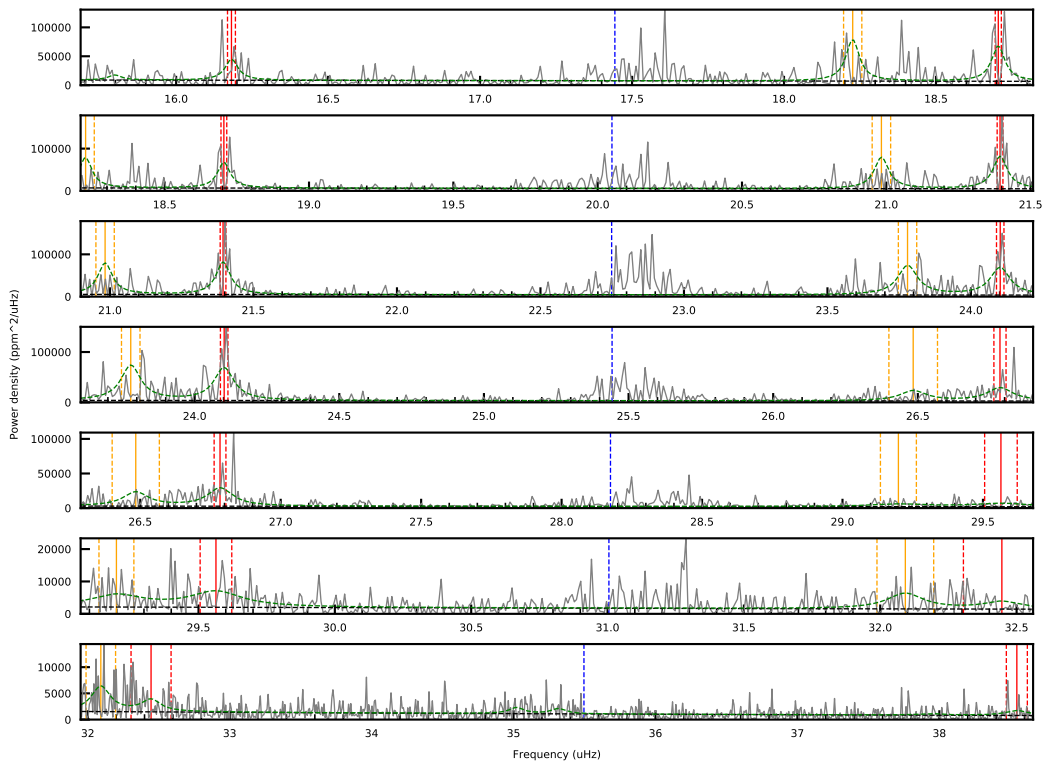 100000
50000
0
16.0 16.5 17.0 17.5 18.0 18.5
100000
0
18.5 19.0 19.5 20.0 20.5 21.0 21.5
100000
0
21.0 21.5 22.0 22.5 23.0 23.5 24.0
100000
0
24.0 24.5 25.0 25.5 26.0 26.5
100000
50000
0
26.5 27.0 27.5 28.0 28.5 29.0 29.5
20000
10000
0
29.5 30.0 30.5 31.0 31.5 32.0 32.5
10000
5000
0
32 33 34 35 36 37 38
Power density (ppm^2/uHz)
Frequency (uHz)